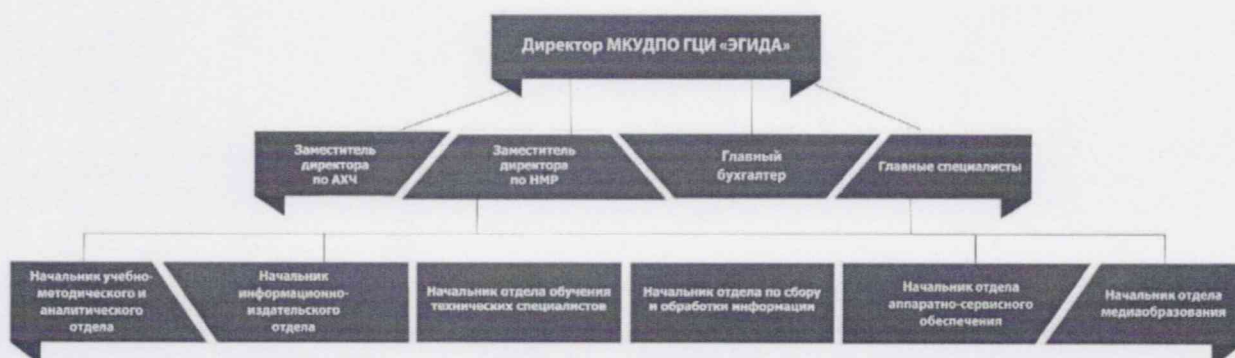 Директор МКУДПО ГЦИ «ЭГИДА»
Заместитель
директора
по АХЧ
Заместитель
директора
по НМР
Главный
бухгалтер
Главные специалисты
Начальник учебно-
методического и
аналитического
отдела
Начальник
информационно-
издательского
отдела
Начальник отдела обучения
технических специалистов
Начальник отдела по сбору
и обработки информации
Начальник отдела
аппаратно-сервисного
обеспечения
Начальник отдела
медиаобразования